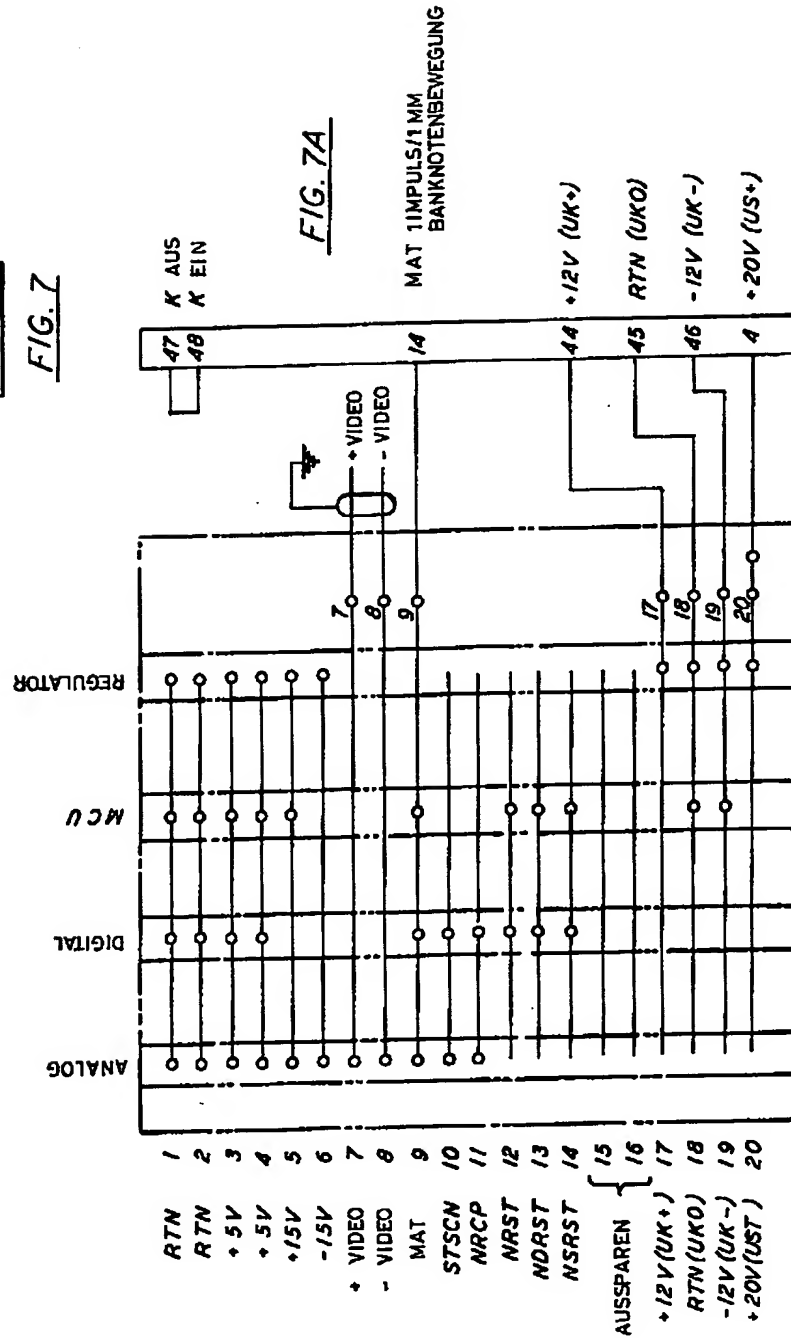 FIG. 7
FIG. 7A
47 K AUS
48 K EIN
14 MAT 1IMPULS/1 MM
BANKNOTENBEWEGUNG
44 +12V (UK+)
45 RTN (UKO)
46 -12V (UK-)
4 +20V (US+)
+ VIDEO
- VIDEO
7
8
9
17
18
19
20
REGULATOR
MCU
DIGITAL
ANALOG
RTN 1
RTN 2
+5V 3
+5V 4
+15V 5
-15V 6
+ VIDEO 7
- VIDEO 8
MAT 9
STSCN 10
NRCP 11
NRST 12
NDRST 13
NSRST 14
AUSSPAREN { 15
16
+12V (UK+) 17
RTN (UKO) 18
-12V (UK-) 19
+20V (UST) 20